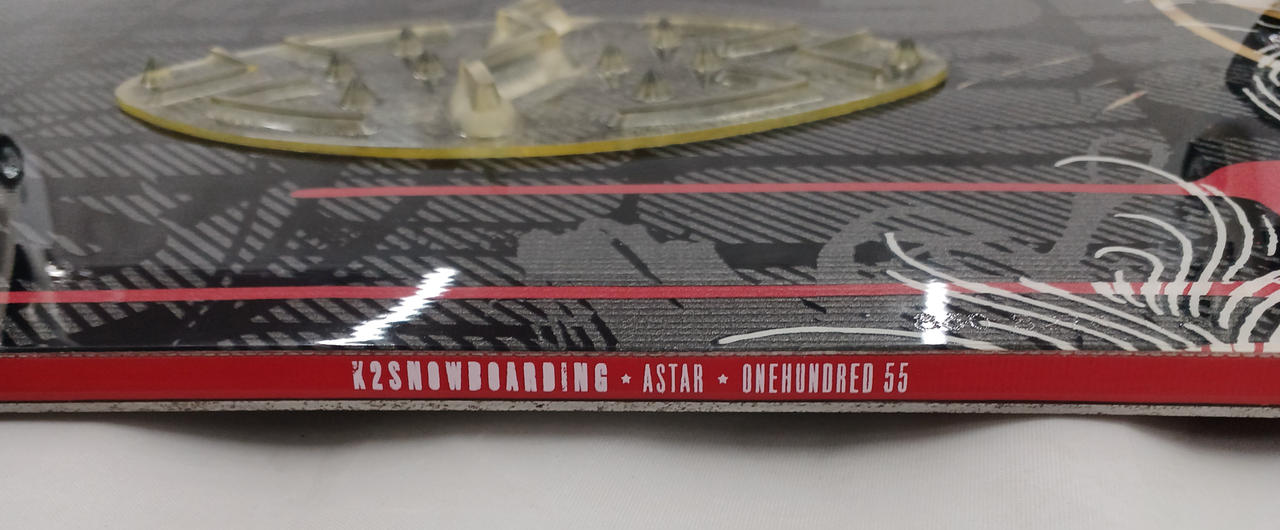 K2SNOWBOARDING ★ ASTAR ★ ONEHUNDRED 55